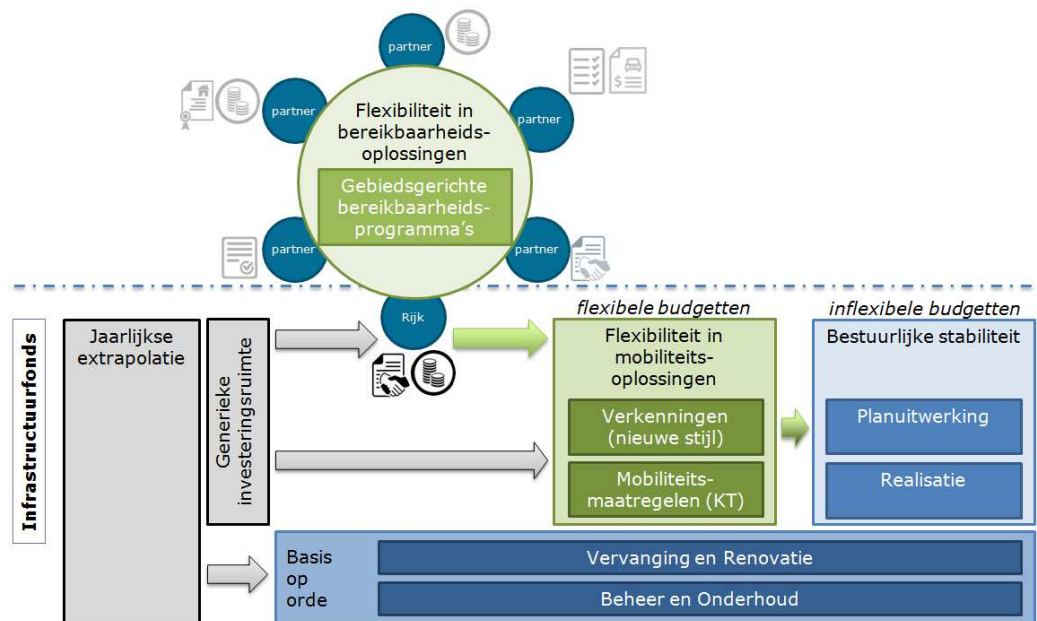 partner
partner
partner
partner
partner
Flexibiliteit in
bereikbaarheids-
oplossingen
Gebiedsgerichte
bereikbaarheids-
programma's
Rijk
flexibele budgetten
inflexibele budgetten
Infrastructuurfonds
Jaarlijkse
extrapolatie
Generieke
investeringsruimte
Flexibiliteit in
mobiliteits-
oplossingen
Verkenningen
(nieuwe stijl)
Mobiliteits-
maatregelen (KT)
Bestuurlijke stabiliteit
Planuitwerking
Realisatie
Basis
op
orde
Vervanging en Renovatie
Beheer en Onderhoud